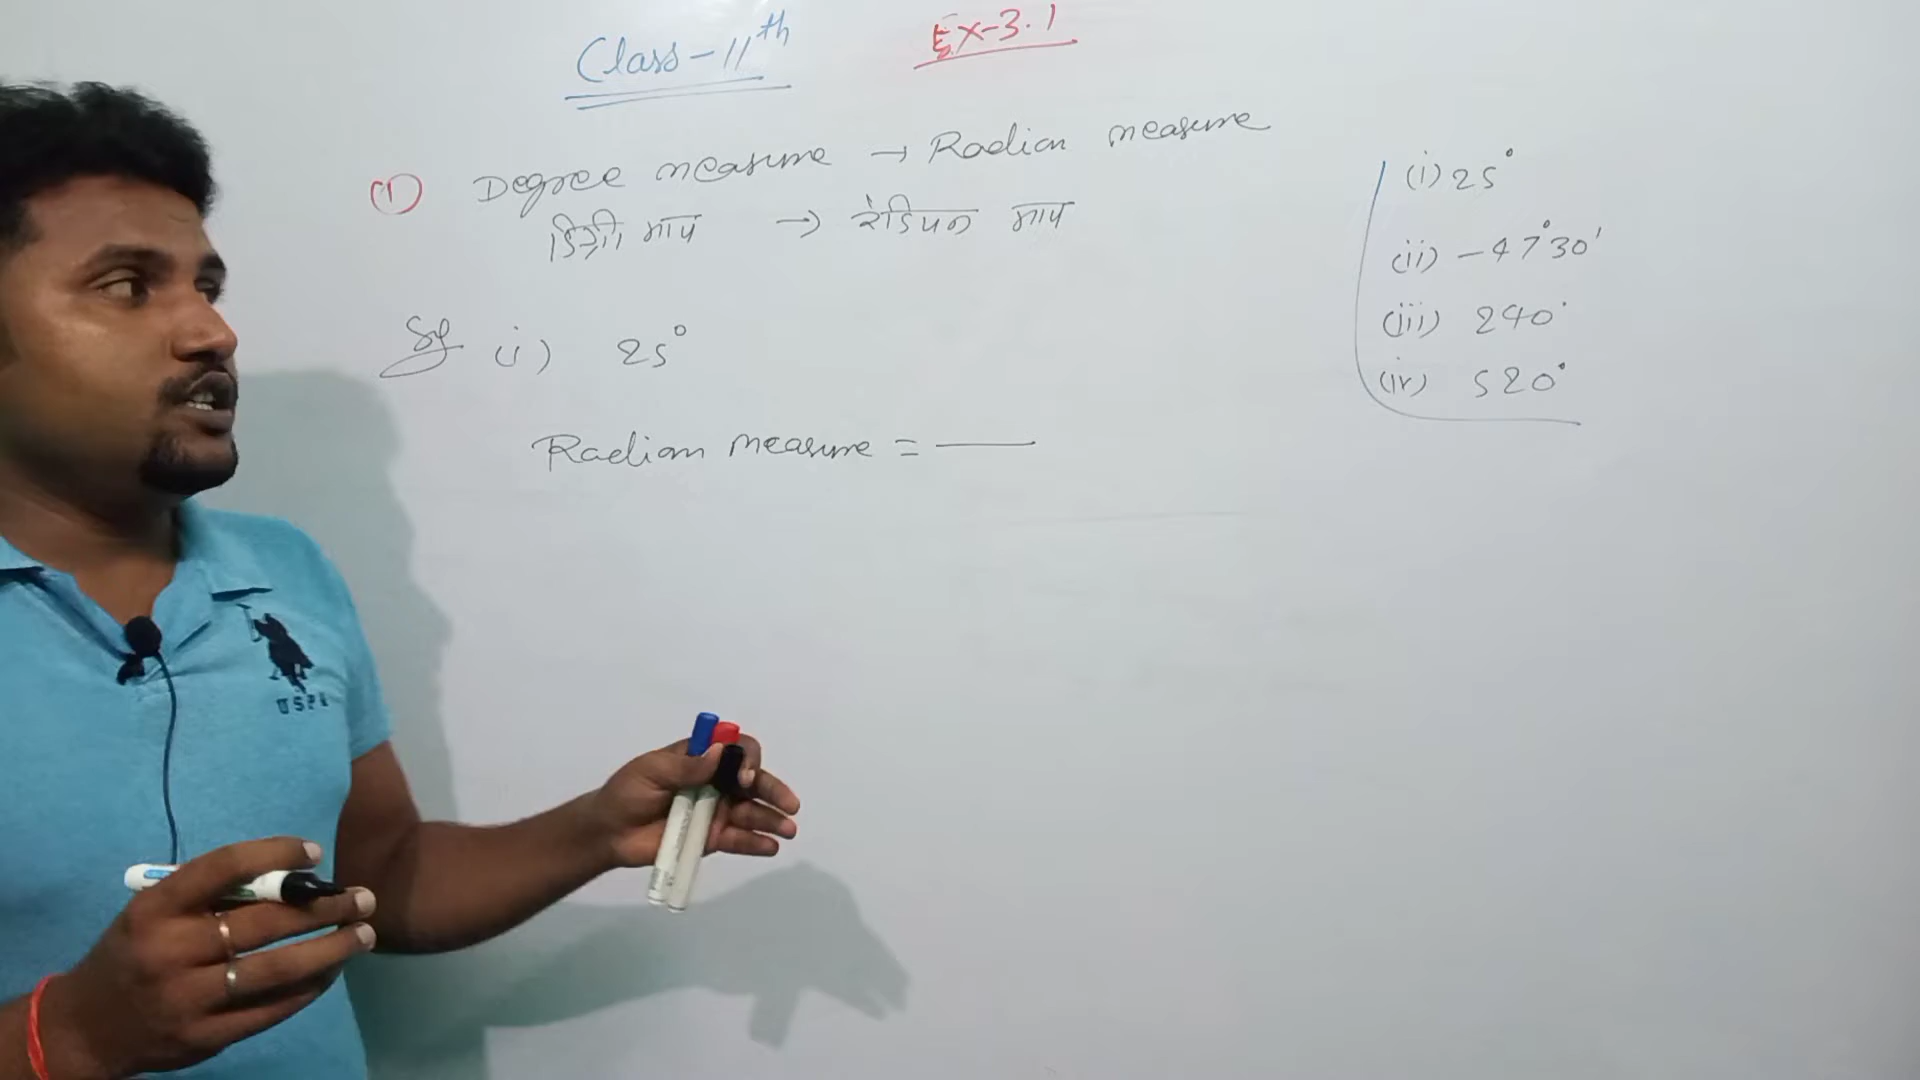 Class-11th
Ex-3.1
① Degree measure → Radian measure
डिग्री माप → रेडियन माप
(i) 25°
(ii) -47°30'
(iii) 240°
(iv) 520°
Sol (i) 25°
Radian measure = ——
USPA